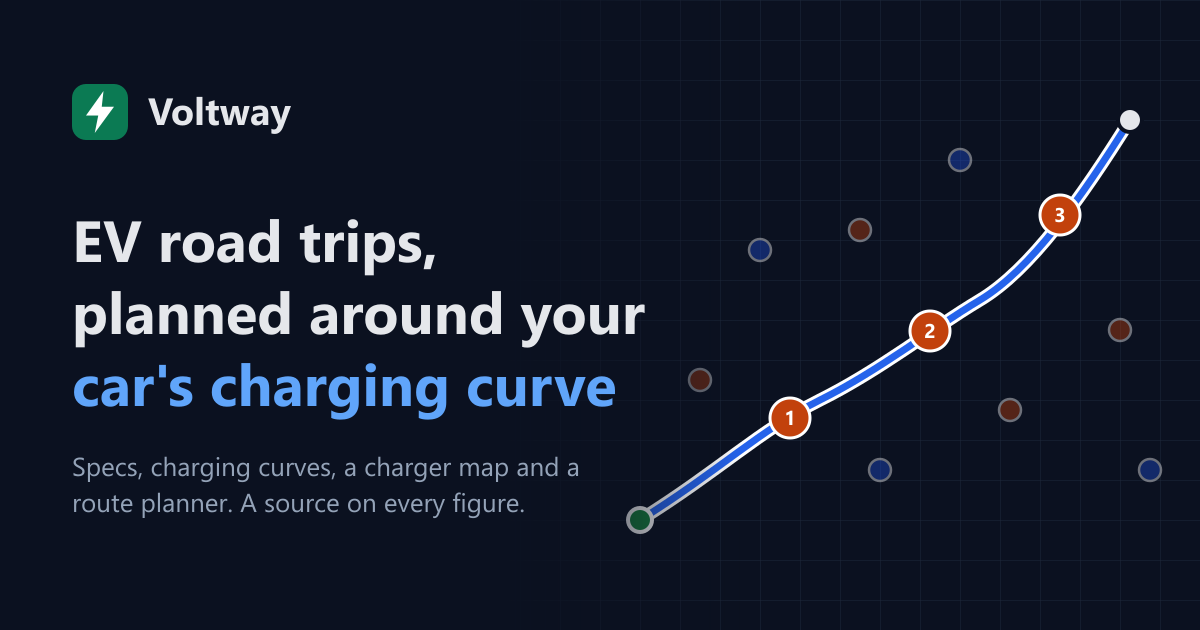 Voltway
EV road trips,
planned around your
car's charging curve
Specs, charging curves, a charger map and a
route planner. A source on every figure.
3
2
1